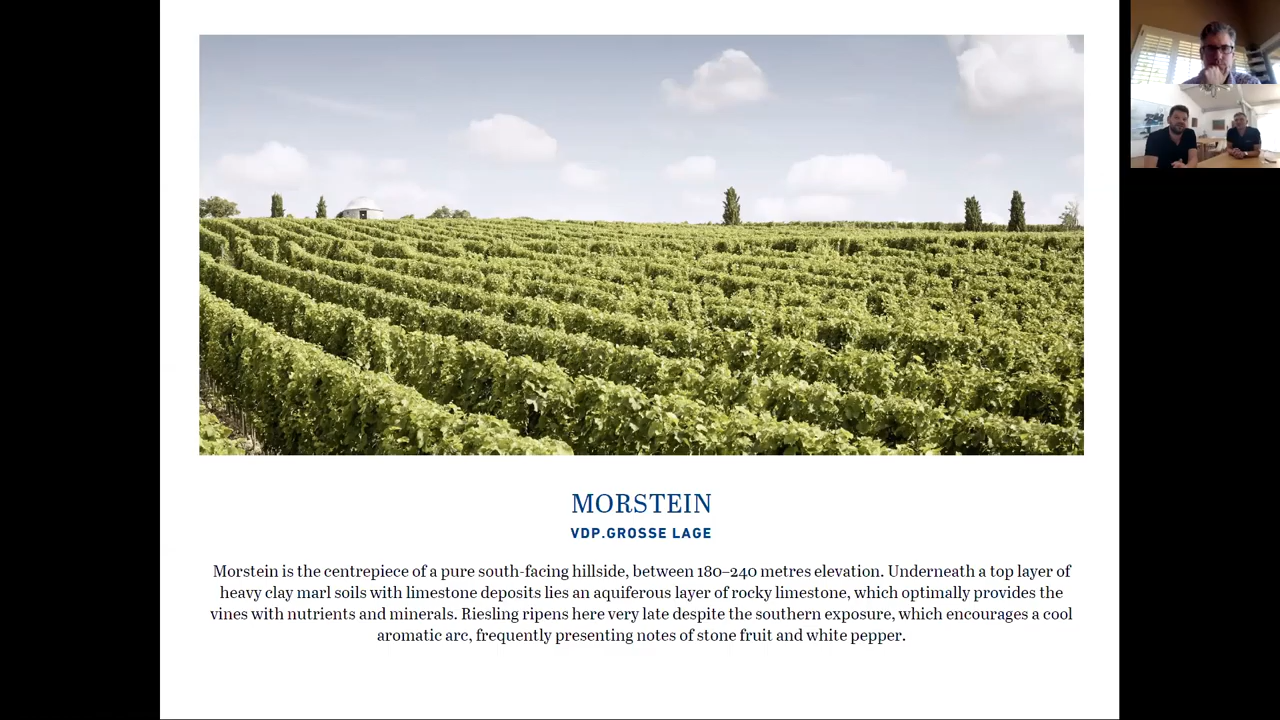 MORSTEIN
VDP.GROSSE LAGE
Morstein is the centrepiece of a pure south-facing hillside, between 180–240 metres elevation. Underneath a top layer of
heavy clay marl soils with limestone deposits lies an aquiferous layer of rocky limestone, which optimally provides the
vines with nutrients and minerals. Riesling ripens here very late despite the southern exposure, which encourages a cool
aromatic arc, frequently presenting notes of stone fruit and white pepper.